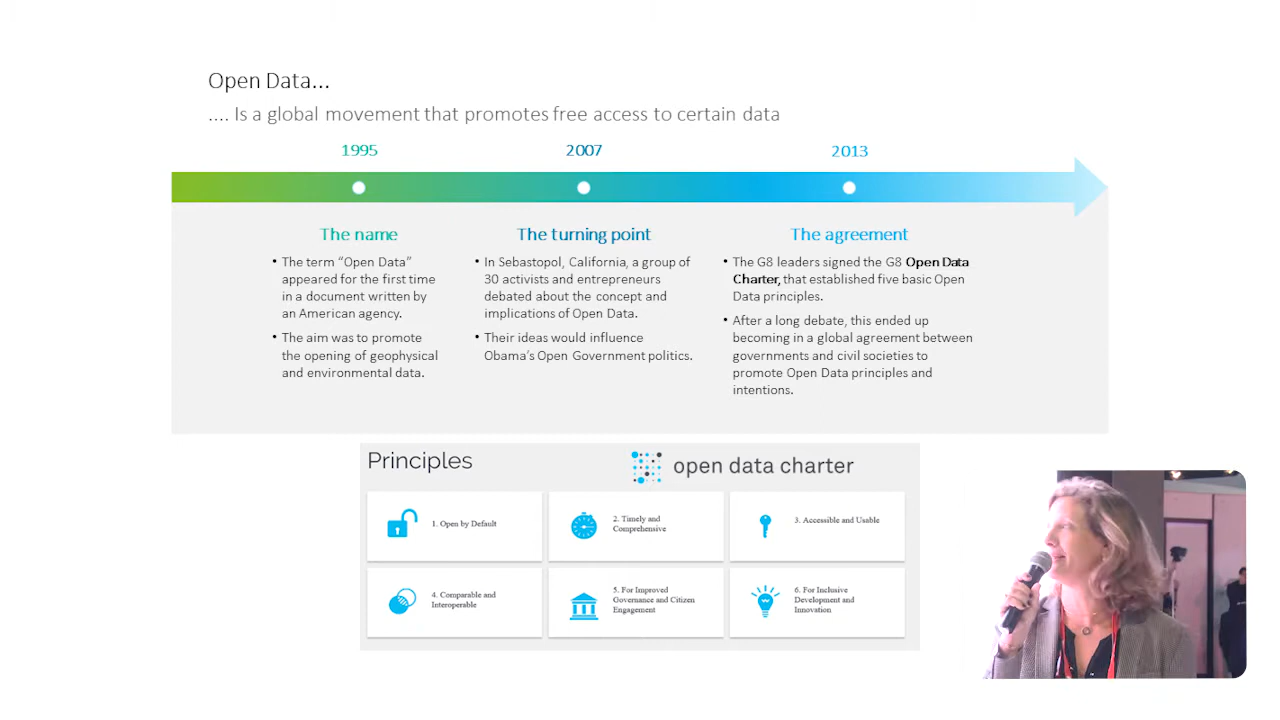 Open Data...
.... Is a global movement that promotes free access to certain data
1995
2007
2013
The name
• The term “Open Data”
appeared for the first time
in a document written by
an American agency.
• The aim was to promote
the opening of geophysical
and environmental data.
The turning point
• In Sebastopol, California, a group of
30 activists and entrepreneurs
debated about the concept and
implications of Open Data.
• Their ideas would influence
Obama’s Open Government politics.
The agreement
• The G8 leaders signed the G8 Open Data
Charter, that established five basic Open
Data principles.
• After a long debate, this ended up
becoming in a global agreement between
governments and civil societies to
promote Open Data principles and
intentions.
Principles
open data charter
1. Open by Default
2. Timely and
Comprehensive
3. Accessible and Usable
4. Comparable and
Interoperable
5. For Improved
Governance and Citizen
Engagement
6. For Inclusive
Development and
Innovation